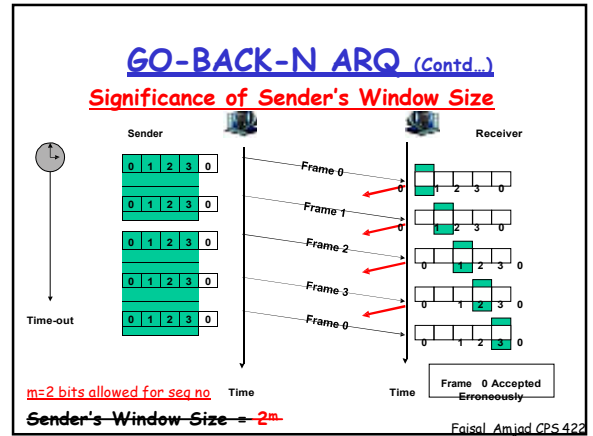 GO-BACK-N ARQ (Contd…)
Significance of Sender's Window Size
Sender
Receiver
0 1 2 3 0
Frame 0
0 1 2 3 0
0 1 2 3 0
Frame 1
0 1 2 3 0
0 1 2 3 0
Frame 2
0 1 2 3 0
0 1 2 3 0
Frame 3
0 1 2 3 0
Time-out
0 1 2 3 0
Frame 0
0 1 2 3 0
m=2 bits allowed for seq no
Time
Time
Frame 0 Accepted
Erroneously
Sender's Window Size = 2m
Faisal Amjad CPS 422